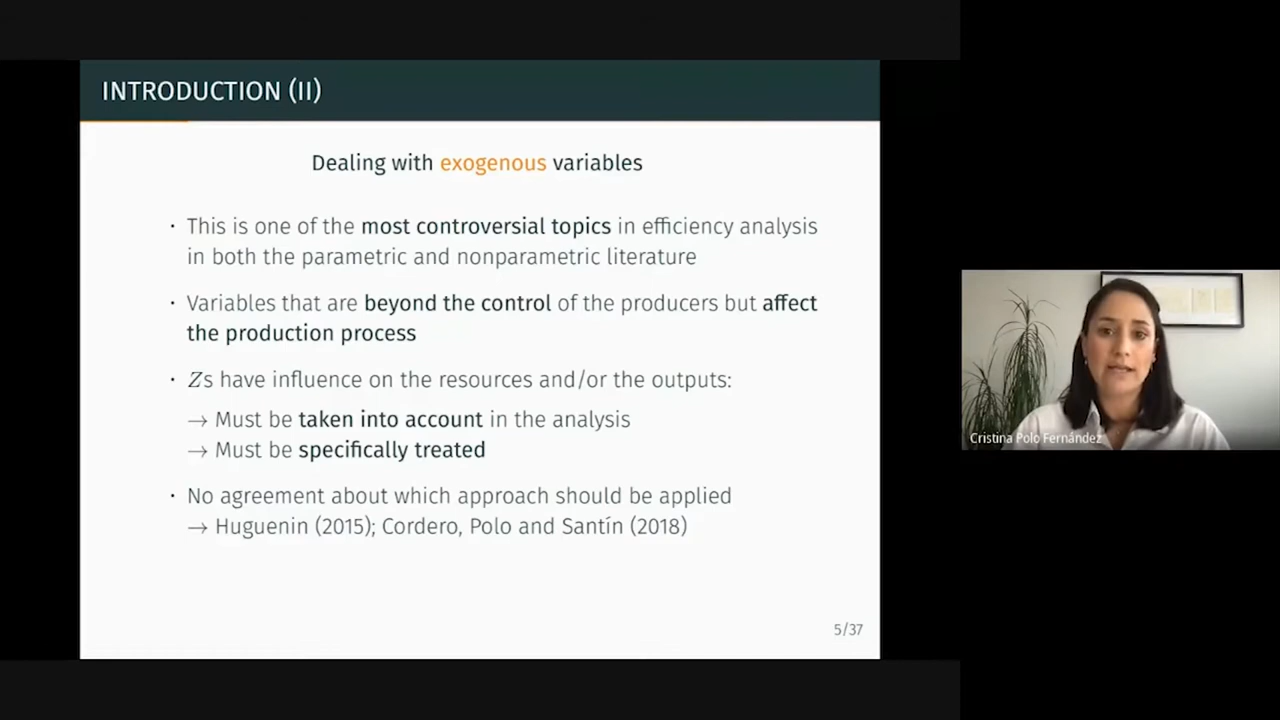 INTRODUCTION (II)
Dealing with exogenous variables
· This is one of the most controversial topics in efficiency analysis
in both the parametric and nonparametric literature
· Variables that are beyond the control of the producers but affect
the production process
· Zs have influence on the resources and/or the outputs:
→ Must be taken into account in the analysis
→ Must be specifically treated
· No agreement about which approach should be applied
→ Huguenin (2015); Cordero, Polo and Santín (2018)
5/37
Cristina Polo Fernández